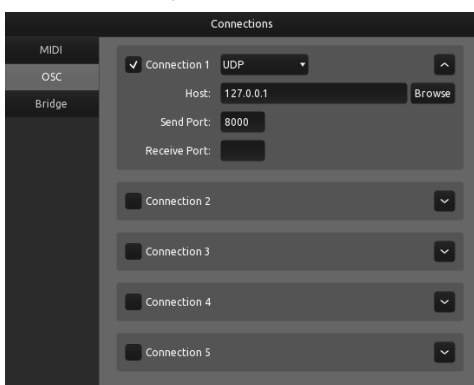 Connections
MIDI
OSC
Bridge
Connection 1 UDP
Host: 127.0.0.1 Browse
Send Port: 8000
Receive Port:
Connection 2
Connection 3
Connection 4
Connection 5